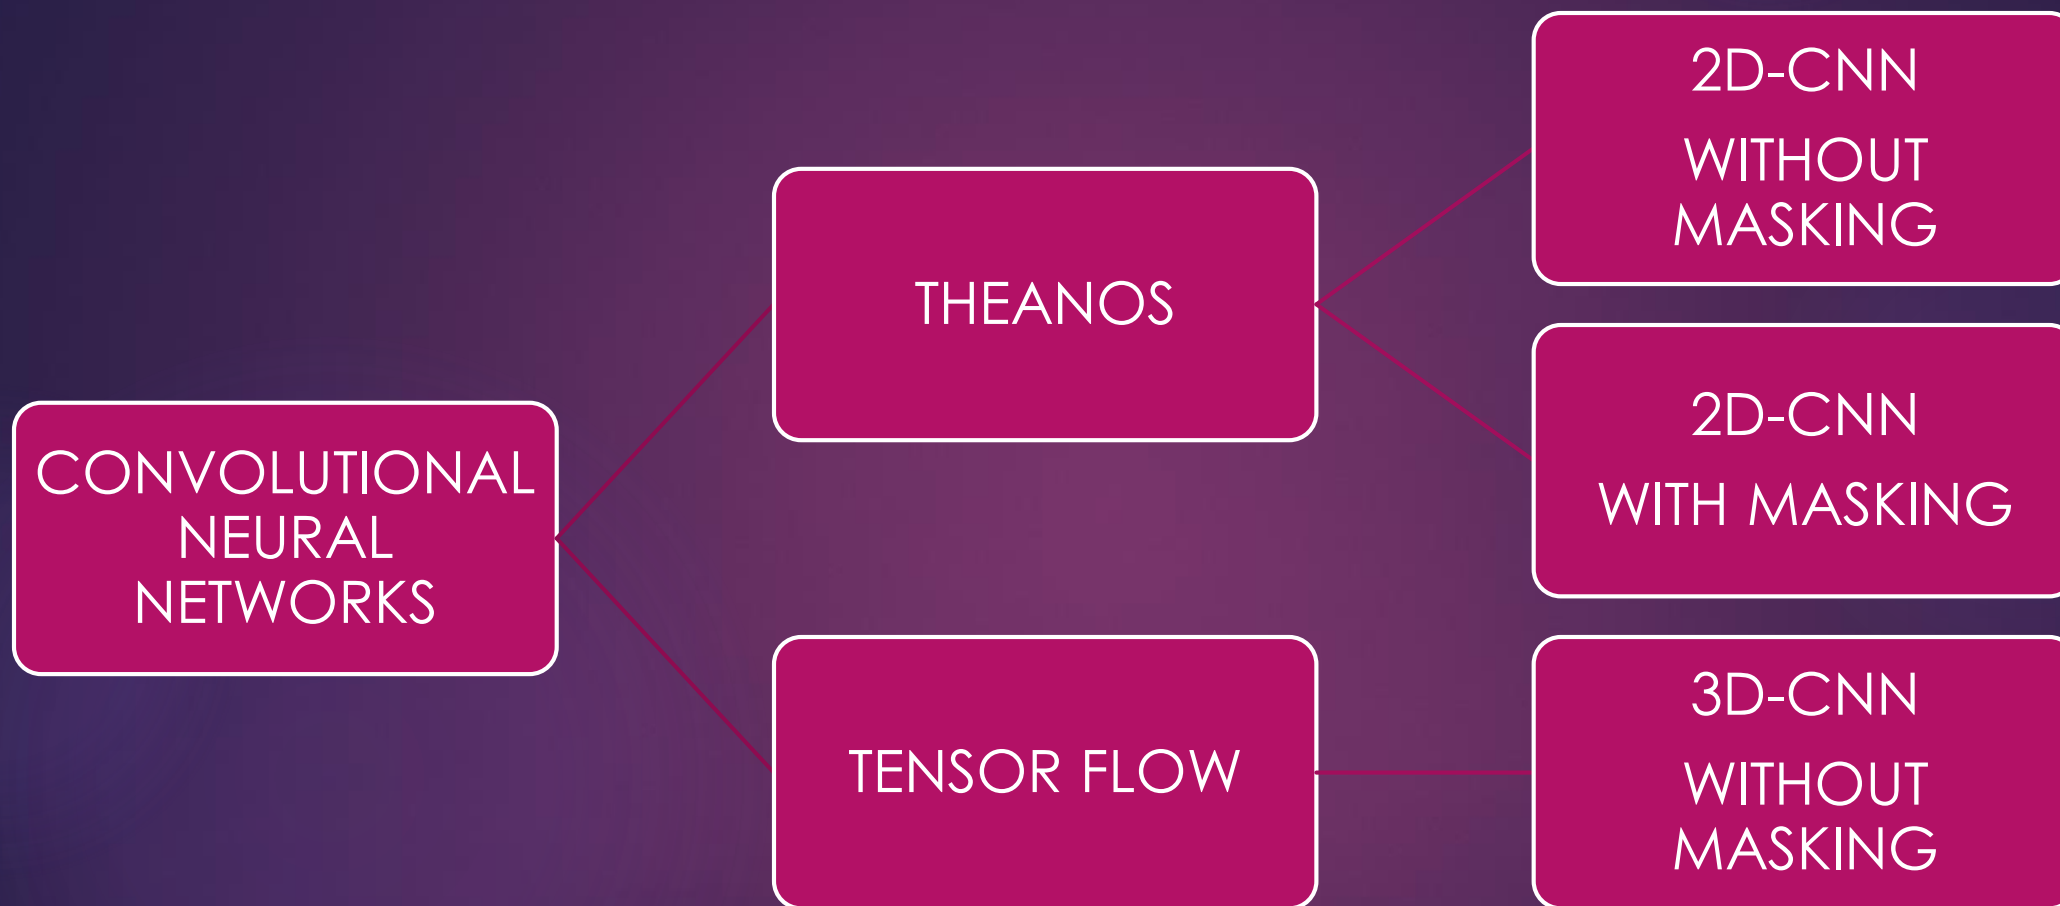 CONVOLUTIONAL
NEURAL
NETWORKS
THEANOS
TENSOR FLOW
2D-CNN
WITHOUT
MASKING
2D-CNN
WITH MASKING
3D-CNN
WITHOUT
MASKING